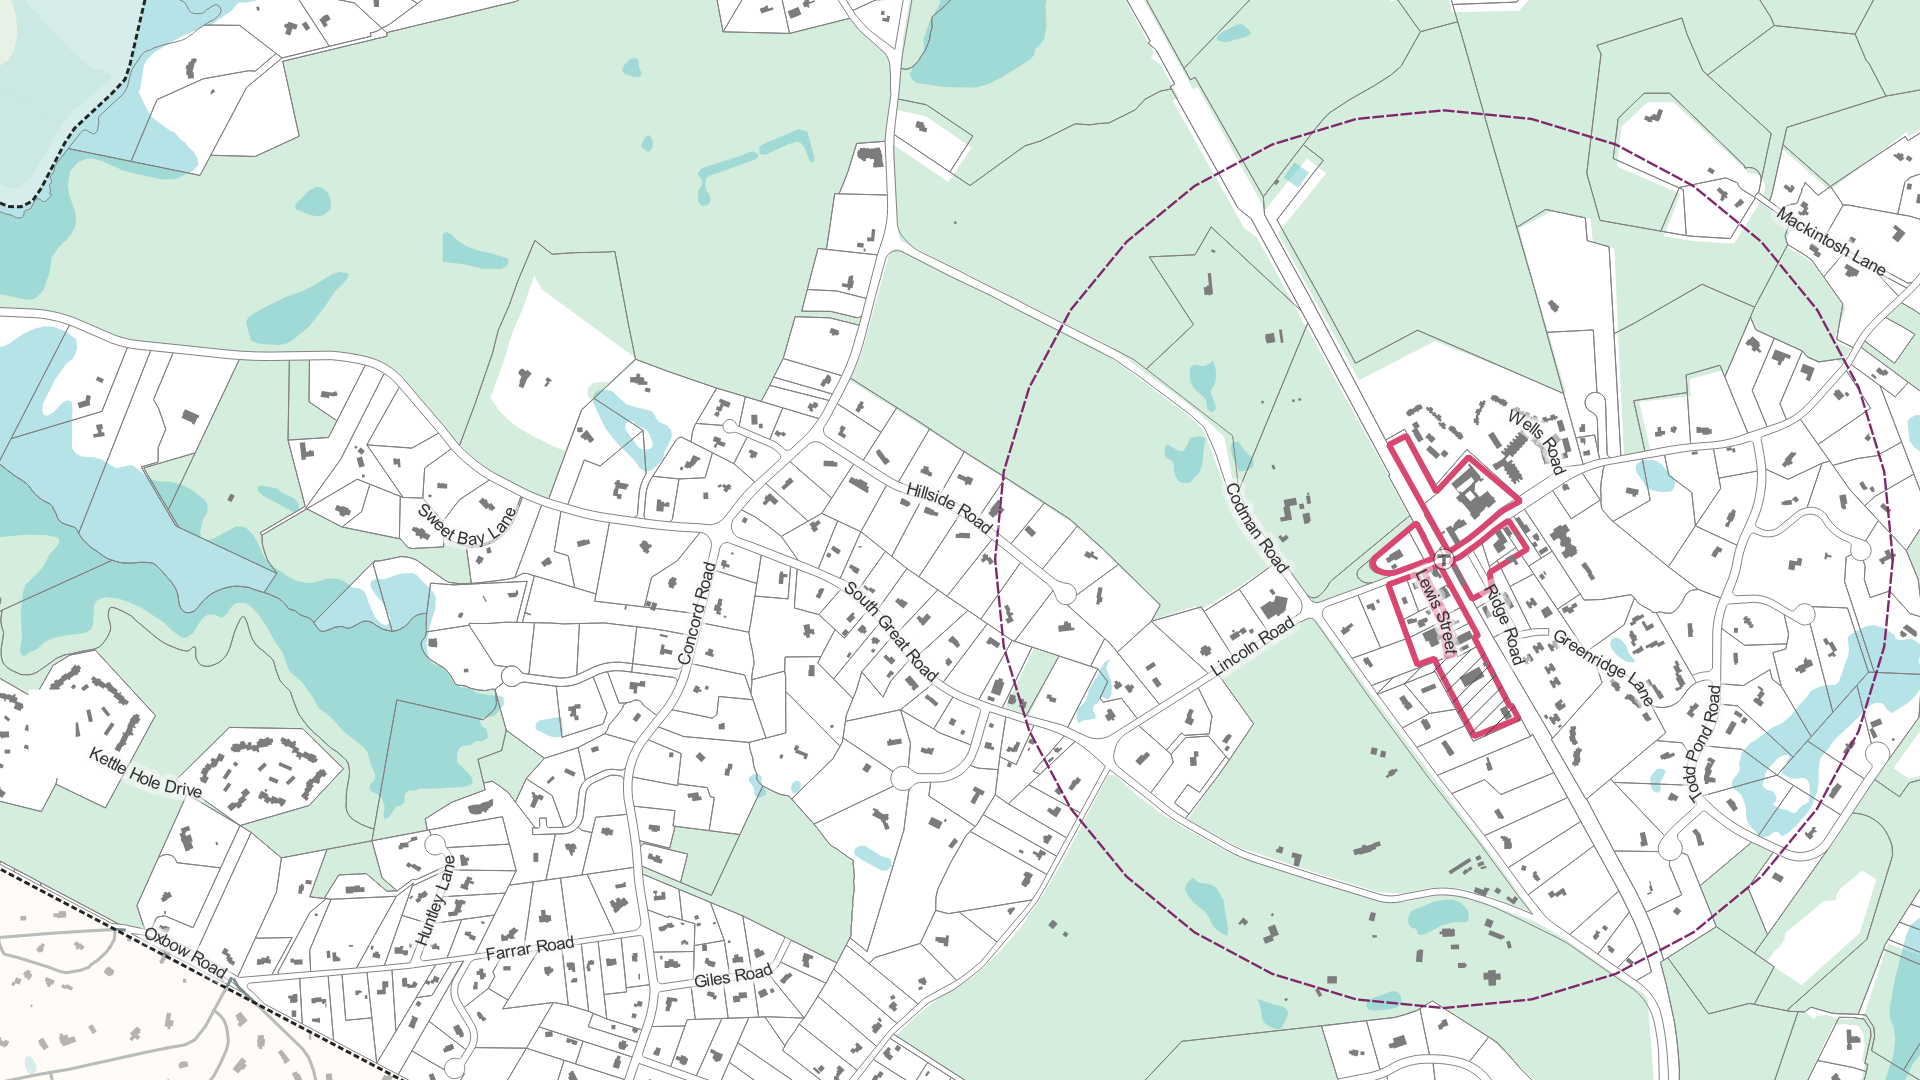 Mackintosh Lane
Wells Road
Hillside Road
Codman Road
Sweet Bay Lane
Concord Road
South Great Road
Lewis Street
Ridge Road
Greenridge Lane
Lincoln Road
Todd Pond Road
Kettle Hole Drive
Huntley Lane
Oxbow Road
Farrar Road
Giles Road